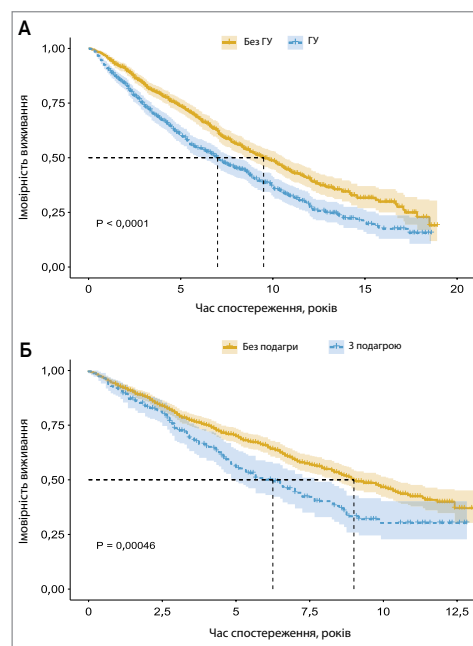 А
Без ГУ
ГУ
1,00
0,75
0,50
0,25
0,00
Імовірність виживання
P < 0,0001
0
5
10
15
20
Час спостереження, років
Б
Без подагри
З подагрою
1,00
0,75
0,50
0,25
0,00
Імовірність виживання
P = 0,00046
0
2,5
5
7,5
10
12,5
Час спостереження, років